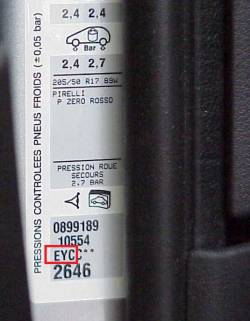 2,4 2,4
Bar
2,4 2,7
205/50 R17 89W
PIRELLI
P ZERO ROSSO
PRESSION ROUE
SECOURS
2.7 BAR
0899189
10554
EYC***
2646
PRESSIONS CONTROLEES PNEUS FROIDS (±0,05 bar)